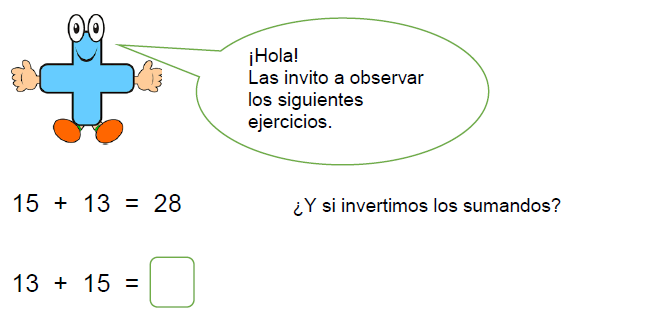 ¡Hola!
Las invito a observar
los siguientes
ejercicios.
15 + 13 = 28
¿Y si invertimos los sumandos?
13 + 15 =